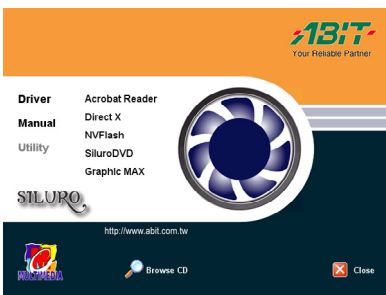 ABIT
Your Reliable Partner
Driver
Manual
Utility
Acrobat Reader
Direct X
NVFlash
SiluroDVD
Graphic MAX
SILURO
http://www.abit.com.tw
MULTIMEDIA
Browse CD
Close